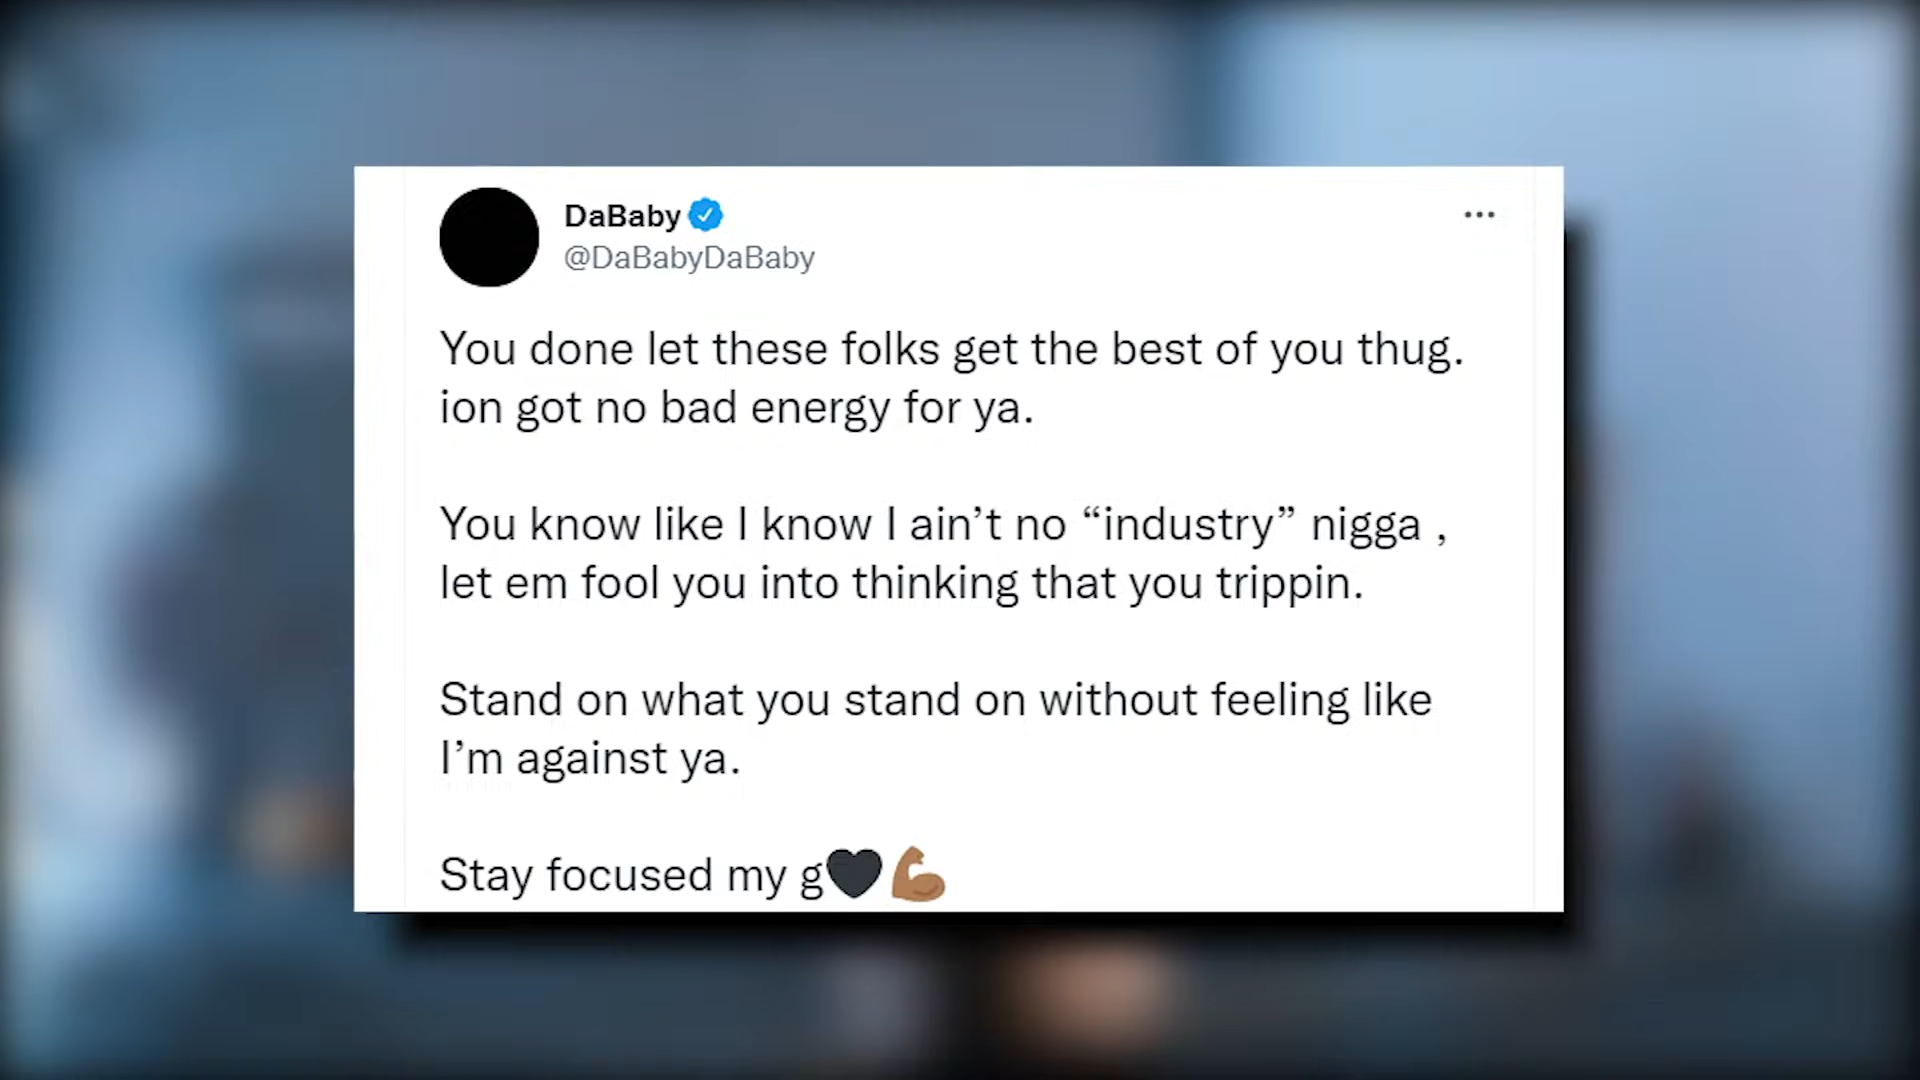 DaBaby
@DaBabyDaBaby
You done let these folks get the best of you thug.
ion got no bad energy for ya.
You know like I know I ain’t no “industry” nigga ,
let em fool you into thinking that you trippin.
Stand on what you stand on without feeling like
I’m against ya.
Stay focused my g🖤💪🏽